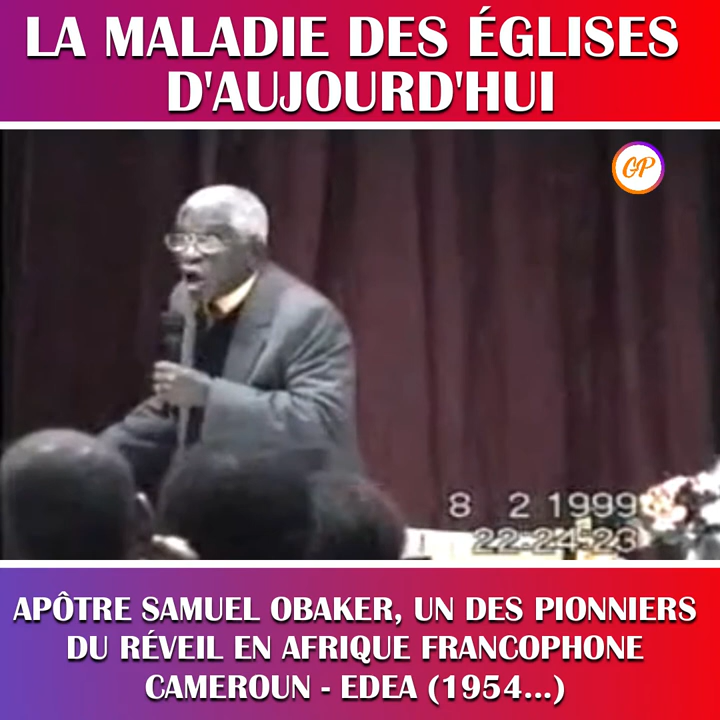 LA MALADIE DES ÉGLISES
D'AUJOURD'HUI
GP
8 2 1999
22:24:23
APÔTRE SAMUEL OBAKER, UN DES PIONNIERS
DU RÉVEIL EN AFRIQUE FRANCOPHONE
CAMEROUN - EDEA (1954...)